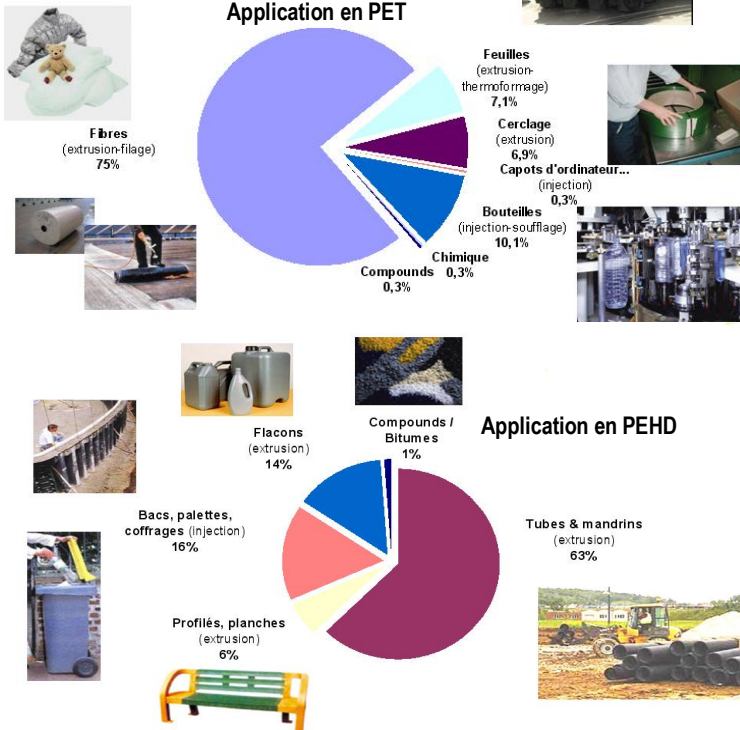 Application en PET
Feuilles
(extrusion-
thermoformage)
7,1%
Cerclage
(extrusion)
6,9%
Capots d'ordinateur...
(injection)
0,3%
Bouteilles
(injection-soufflage)
10,1%
Chimique
0,3%
Compounds
0,3%
Fibres
(extrusion-filage)
75%
Application en PEHD
Compounds /
Bitumes
1%
Flacons
(extrusion)
14%
Bacs, palettes,
coffrages (injection)
16%
Profilés, planches
(extrusion)
6%
Tubes & mandrins
(extrusion)
63%